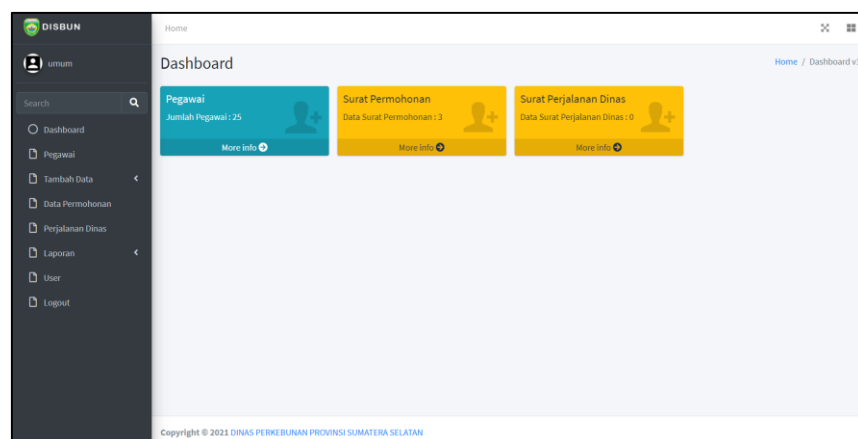 DISBUN
umum
Search
Dashboard
Pegawai
Tambah Data
Data Permohonan
Perjalanan Dinas
Laporan
User
Logout
Home
Dashboard
Home / Dashboard v1
Pegawai
Jumlah Pegawai : 25
More info
Surat Permohonan
Data Surat Permohonan : 3
More info
Surat Perjalanan Dinas
Data Surat Perjalanan Dinas : 0
More info
Copyright © 2021 DINAS PERKEBUNAN PROVINSI SUMATERA SELATAN